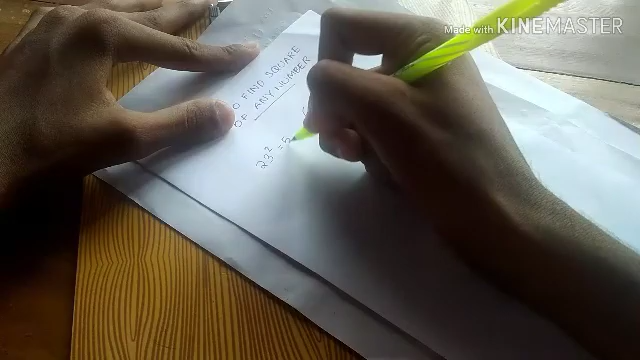 Made with KINEMASTER
O FIND SQUARE
OF ANY NUMBER
23² = 5